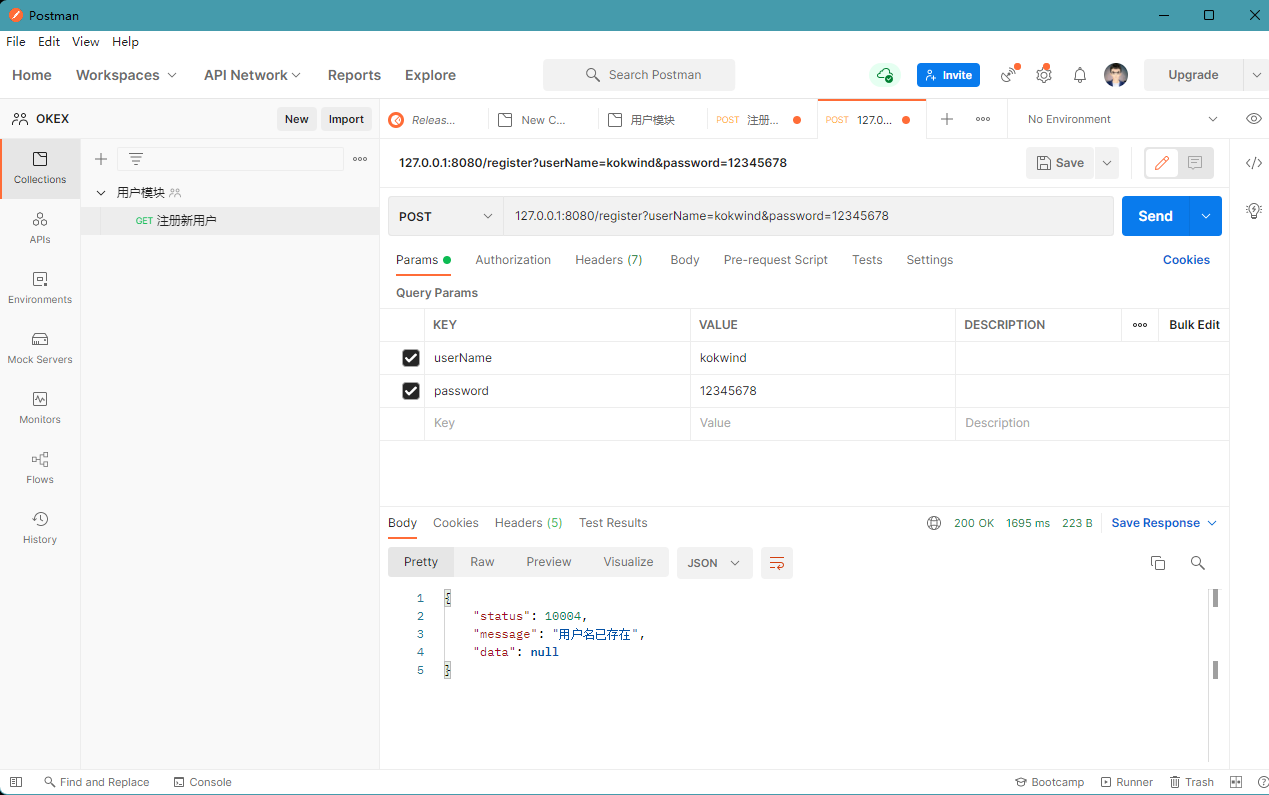 Postman
File Edit View Help
Home Workspaces API Network Reports Explore Search Postman Invite Upgrade
OKEX New Import Releas... New C... 用户模块 POST 注册... POST 127.0... No Environment
127.0.0.1:8080/register?userName=kokwind&password=12345678 Save
Collections
用户模块
GET 注册新用户
APIs
Environments
Mock Servers
Monitors
Flows
History
POST 127.0.0.1:8080/register?userName=kokwind&password=12345678 Send
Params Authorization Headers (7) Body Pre-request Script Tests Settings Cookies
Query Params
KEY VALUE DESCRIPTION Bulk Edit
userName kokwind
password 12345678
Key Value Description
Body Cookies Headers (5) Test Results 200 OK 1695 ms 223 B Save Response
Pretty Raw Preview Visualize JSON
1 {
2 "status": 10004,
3 "message": "用户名已存在",
4 "data": null
5 }
Find and Replace Console Bootcamp Runner Trash